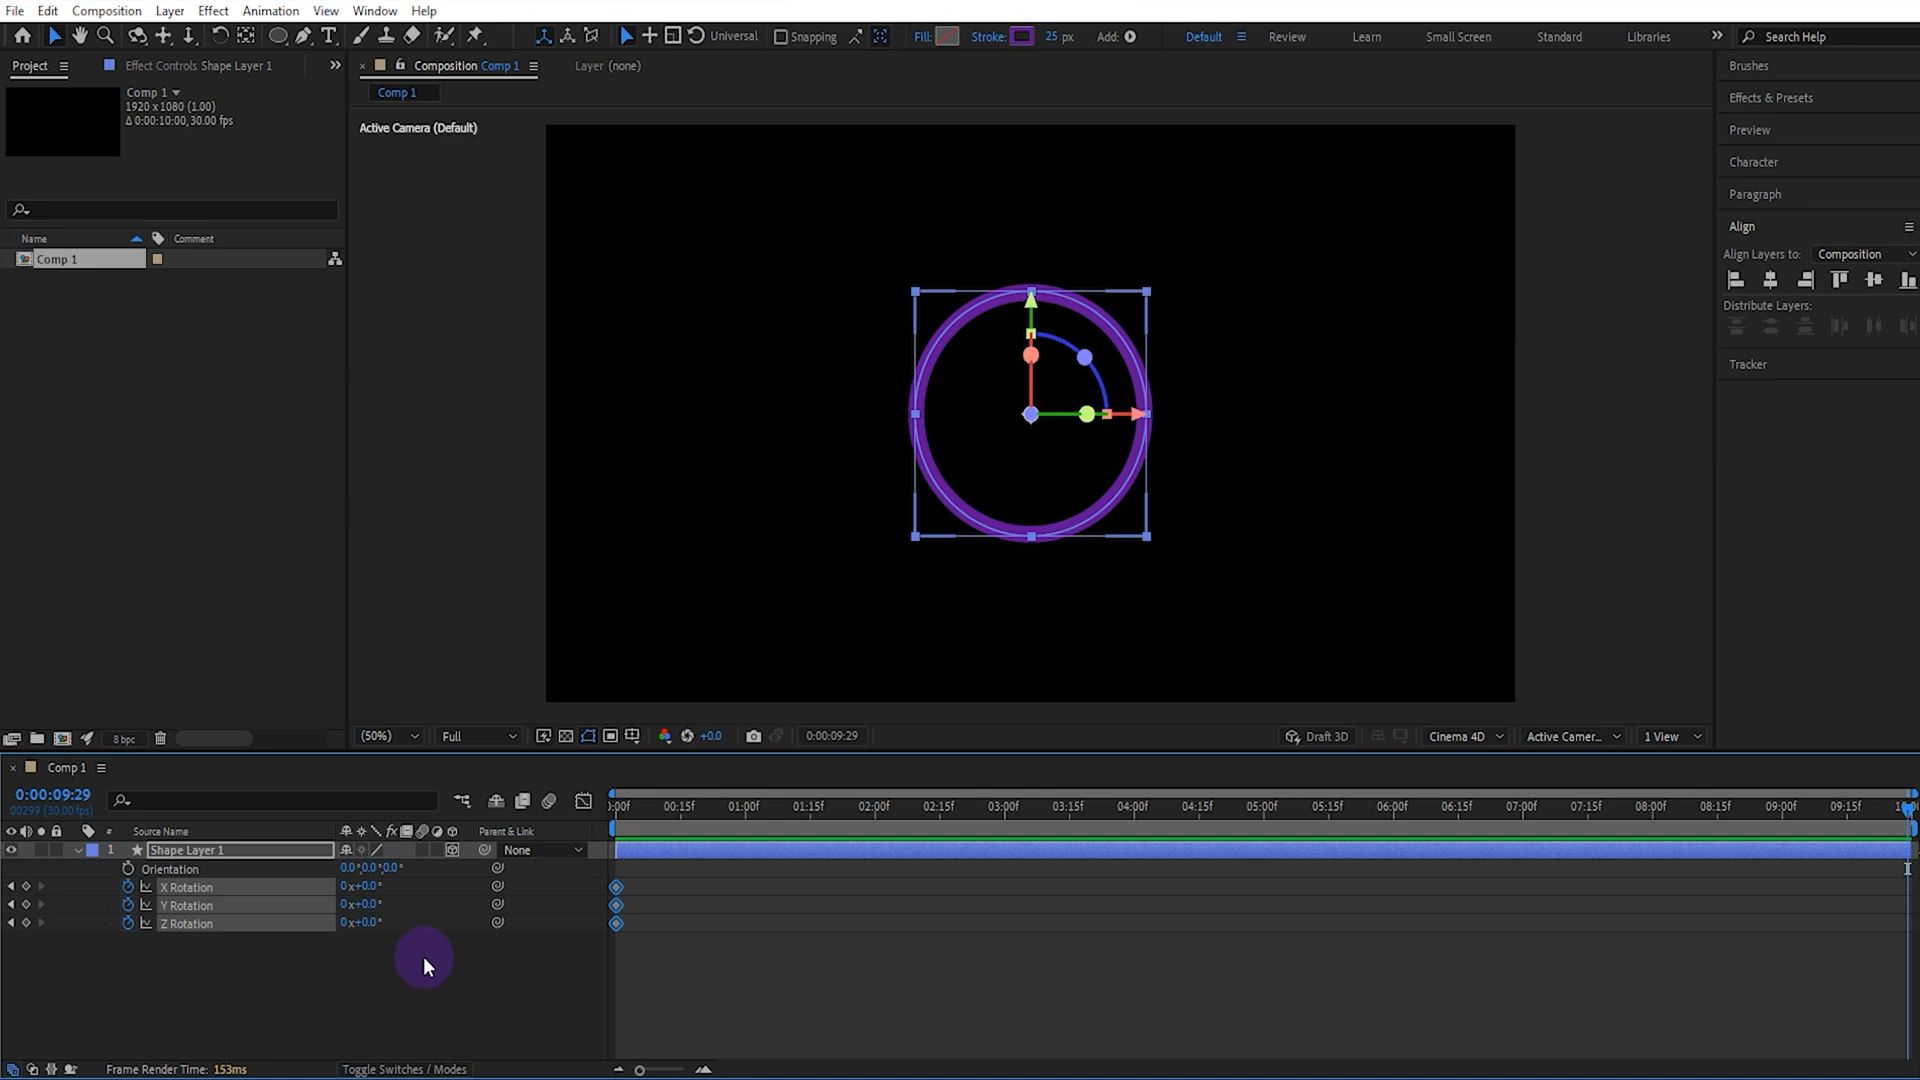 File Edit Composition Layer Effect Animation View Window Help
Universal Snapping Fill: Stroke: 25 px Add: Default Review Learn Small Screen Standard Libraries Search Help
Project Effect Controls Shape Layer 1 Composition Comp 1 Layer (none)
Comp 1
Comp 1
1920 x 1080 (1.00)
Δ 0:00:10:00, 30.00 fps
Active Camera (Default)
Name Comment
Comp 1
Brushes
Effects & Presets
Preview
Character
Paragraph
Align
Align Layers to: Composition
Distribute Layers:
Tracker
8 bpc (50%) Full +0.0 0:00:09:29 Draft 3D Cinema 4D Active Camer... 1 View
Comp 1
0:00:09:29
00299 (30.00 fps)
):00f 00:15f 01:00f 01:15f 02:00f 02:15f 03:00f 03:15f 04:00f 04:15f 05:00f 05:15f 06:00f 06:15f 07:00f 07:15f 08:00f 08:15f 09:00f 09:15f
# Source Name fx Parent & Link
1 Shape Layer 1 None
Orientation 0.0°,0.0°,0.0°
X Rotation 0x+0.0°
Y Rotation 0x+0.0°
Z Rotation 0x+0.0°
Frame Render Time: 153ms Toggle Switches / Modes